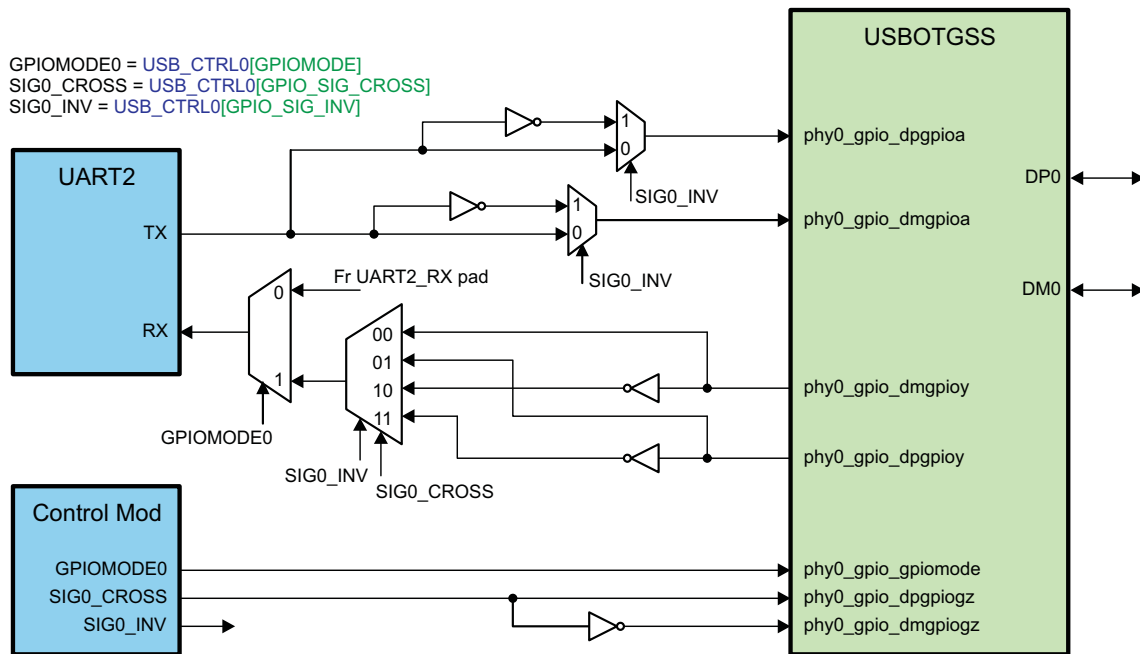 USBOTGSS
GPIOMODE0 = USB_CTRL0[GPIOMODE]
SIG0_CROSS = USB_CTRL0[GPIO_SIG_CROSS]
SIG0_INV = USB_CTRL0[GPIO_SIG_INV]
1
0
phy0_gpio_dpgpioa
SIG0_INV
UART2
DP0
TX
1
0
phy0_gpio_dmgpioa
SIG0_INV
Fr UART2_RX pad
0
DM0
RX
1
GPIOMODE0
00
01
10
11
phy0_gpio_dmgpioy
phy0_gpio_dpgpioy
SIG0_INV
SIG0_CROSS
Control Mod
GPIOMODE0
SIG0_CROSS
SIG0_INV
phy0_gpio_gpiomode
phy0_gpio_dpgpiogz
phy0_gpio_dmgpiogz